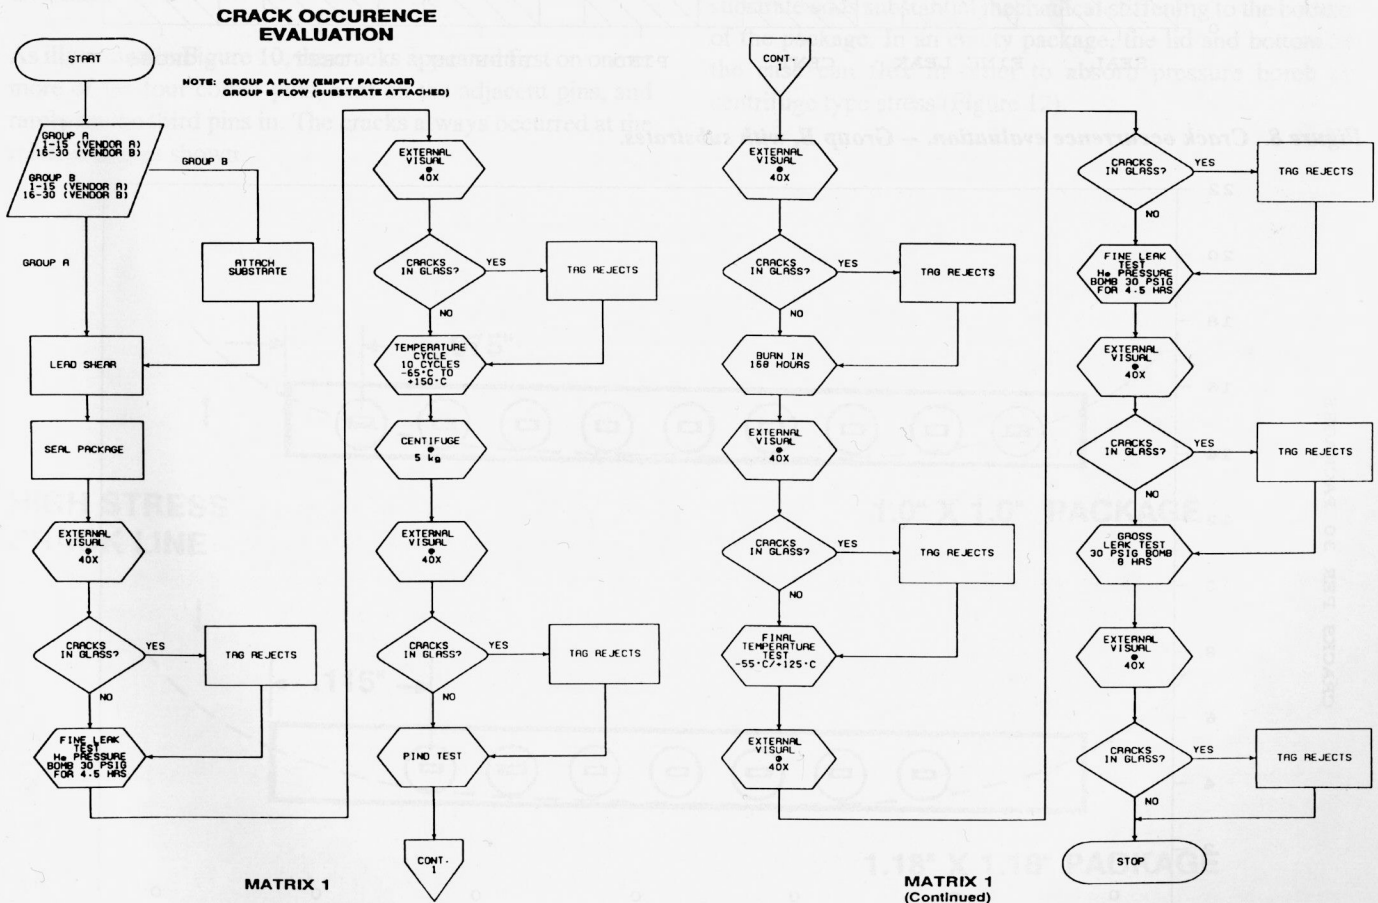 CRACK OCCURENCE
EVALUATION
NOTE: GROUP A FLOW (EMPTY PACKAGE)
GROUP B FLOW (SUBSTRATE ATTACHED)
START
GROUP A
1-15 (VENDOR A)
16-30 (VENDOR B)
GROUP B
1-15 (VENDOR A)
16-30 (VENDOR B)
GROUP B
GROUP A
ATTACH
SUBSTRATE
LEAD SHEAR
SEAL PACKAGE
EXTERNAL
VISUAL
@
40X
CRACKS
IN GLASS?
YES
TAG REJECTS
NO
FINE LEAK
TEST
He PRESSURE
BOMB 30 PSIG
FOR 4.5 HRS
EXTERNAL
VISUAL
@
40X
CRACKS
IN GLASS?
YES
TAG REJECTS
NO
TEMPERATURE
CYCLE
10 CYCLES
-65°C TO
+150°C
CENTIFUGE
5 kg
EXTERNAL
VISUAL
@
40X
CRACKS
IN GLASS?
YES
TAG REJECTS
NO
PIND TEST
CONT.
1
MATRIX 1
CONT.
1
EXTERNAL
VISUAL
@
40X
CRACKS
IN GLASS?
YES
TAG REJECTS
NO
BURN IN
168 HOURS
EXTERNAL
VISUAL
@
40X
CRACKS
IN GLASS?
YES
TAG REJECTS
NO
FINAL
TEMPERATURE
TEST
-55°C/+125°C
EXTERNAL
VISUAL
@
40X
CRACKS
IN GLASS?
YES
TAG REJECTS
NO
FINE LEAK
TEST
He PRESSURE
BOMB 30 PSIG
FOR 4.5 HRS
EXTERNAL
VISUAL
@
40X
CRACKS
IN GLASS?
YES
TAG REJECTS
NO
GROSS
LEAK TEST
30 PSIG BOMB
8 HRS
EXTERNAL
VISUAL
@
40X
CRACKS
IN GLASS?
YES
TAG REJECTS
NO
STOP
MATRIX 1
(Continued)